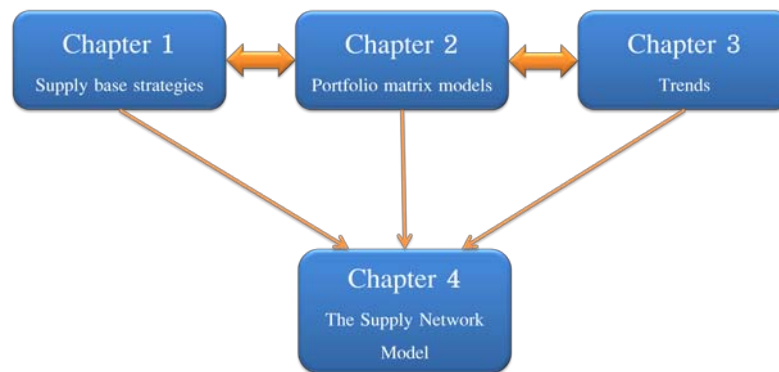 Chapter 1
Supply base strategies
Chapter 2
Portfolio matrix models
Chapter 3
Trends
Chapter 4
The Supply Network
Model